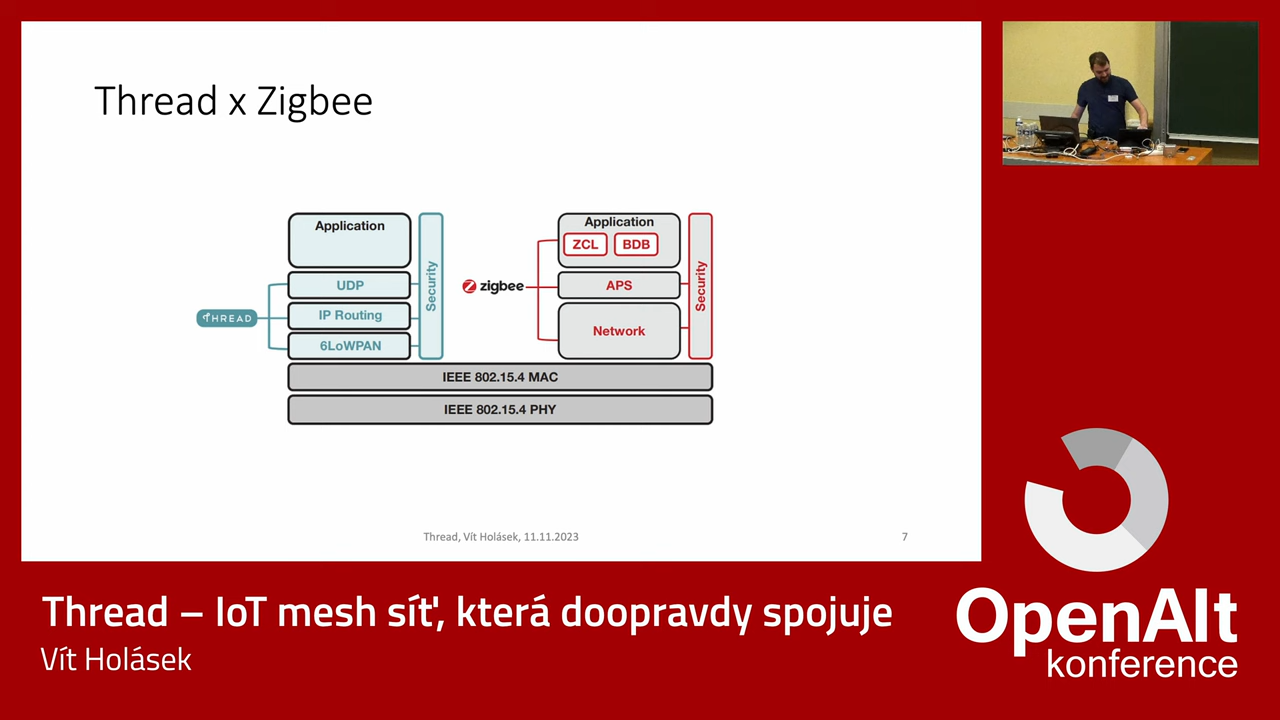 Thread x Zigbee
Application
UDP
IP Routing
6LoWPAN
Security
THREAD
zigbee
Application
ZCL BDB
APS
Network
Security
IEEE 802.15.4 MAC
IEEE 802.15.4 PHY
Thread, Vít Holásek, 11.11.2023
7
Thread – IoT mesh síť, která doopravdy spojuje
Vít Holásek
OpenAlt
konference